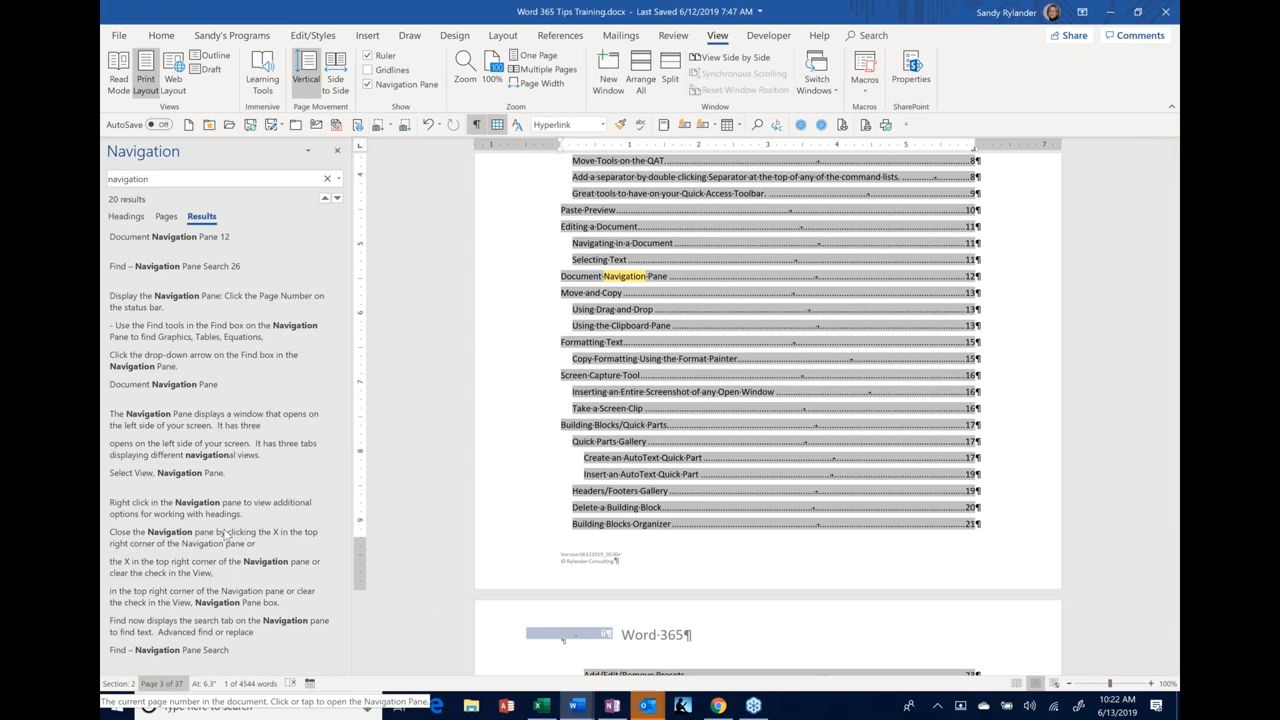 Word 365 Tips Training.docx - Last Saved 6/12/2019 7:47 AM
Sandy Rylander
File Home Sandy's Programs Edit/Styles Insert Draw Design Layout References Mailings Review View Developer Help Search
Share Comments
Read Mode
Print Layout
Web Layout
Outline
Draft
Views
Learning Tools
Immersive
Vertical
Side to Side
Page Movement
Ruler
Gridlines
Navigation Pane
Show
Zoom
100
100%
One Page
Multiple Pages
Page Width
Zoom
New Window
Arrange All
Split
View Side by Side
Synchronous Scrolling
Reset Window Position
Switch Windows
Window
Macros
Macros
Properties
SharePoint
AutoSave Off
Hyperlink
Navigation
navigation
20 results
Headings Pages Results
Document Navigation Pane 12
Find – Navigation Pane Search 26
Display the Navigation Pane: Click the Page Number on
the status bar.
- Use the Find tools in the Find box on the Navigation
Pane to find Graphics, Tables, Equations,
Click the drop-down arrow on the Find box in the
Navigation Pane.
Document Navigation Pane
The Navigation Pane displays a window that opens on
the left side of your screen. It has three
opens on the left side of your screen. It has three tabs
displaying different navigational views.
Select View, Navigation Pane.
Right click in the Navigation pane to view additional
options for working with headings.
Close the Navigation pane by clicking the X in the top
right corner of the Navigation pane or
the X in the top right corner of the Navigation pane or
clear the check in the View,
in the top right corner of the Navigation pane or clear
the check in the View, Navigation Pane box.
Find now displays the search tab on the Navigation pane
to find text. Advanced find or replace
Find – Navigation Pane Search
1 1 2 3 4 5 7
4
5
6
7
8
9
Move·Tools·on·the·QAT 8¶
Add·a·separator·by·double-clicking·Separator·at·the·top·of·any·of·the·command·lists. 8¶
Great·tools·to·have·on·your·Quick·Access·Toolbar. 9¶
Paste·Preview 10¶
Editing·a·Document 11¶
Navigating·in·a·Document 11¶
Selecting·Text 11¶
Document·Navigation·Pane 12¶
Move·and·Copy 13¶
Using·Drag·and·Drop 13¶
Using·the·Clipboard·Pane 13¶
Formatting·Text 15¶
Copy·Formatting·Using·the·Format·Painter 15¶
Screen·Capture·Tool 16¶
Inserting·an·Entire·Screenshot·of·any·Open·Window 16¶
Take·a·Screen·Clip 16¶
Building·Blocks/Quick·Parts 17¶
Quick·Parts·Gallery 17¶
Create·an·AutoText·Quick·Part 17¶
Insert·an·AutoText·Quick·Part 19¶
Headers/Footers·Gallery 19¶
Delete·a·Building·Block 20¶
Building·Blocks·Organizer 21¶
© Rylander Consulting¶
Word·365¶
Section: 2 Page 3 of 37 At: 6.3" 1 of 4544 words
100%
The current page number in the document. Click or tap to open the Navigation Pane.
10:22 AM
6/13/2019